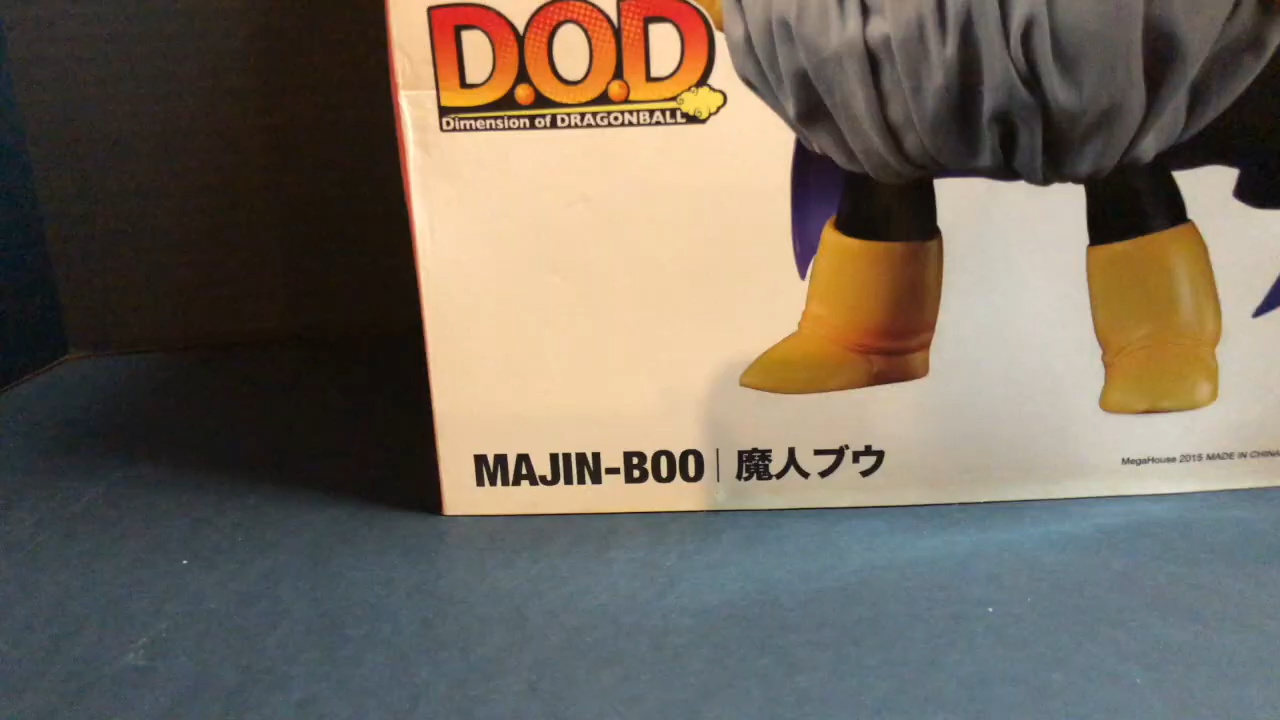 D.O.D
Dimension of DRAGONBALL
MAJIN-BOO | 魔人ブウ
MegaHouse 2015 MADE IN CHINA